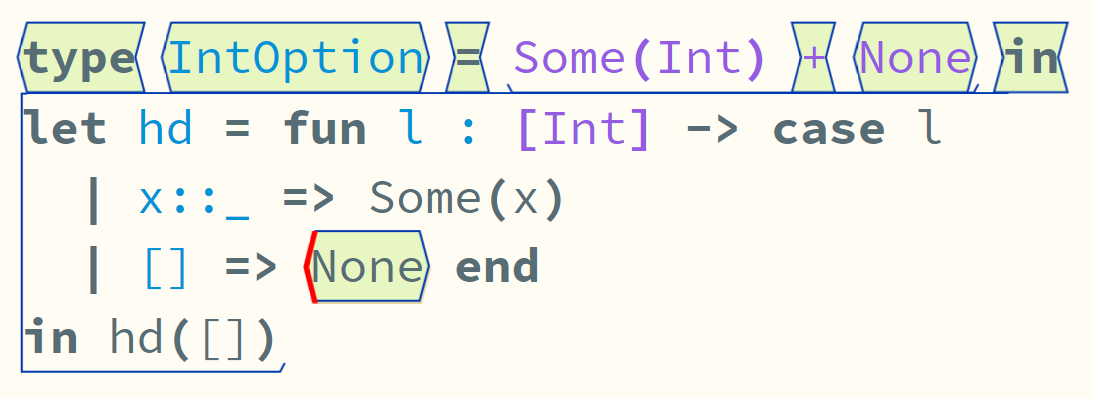 type IntOption = Some(Int) + None in
let hd = fun l : [Int] -> case l
  | x::_ => Some(x)
  | [] => None end
in hd([])